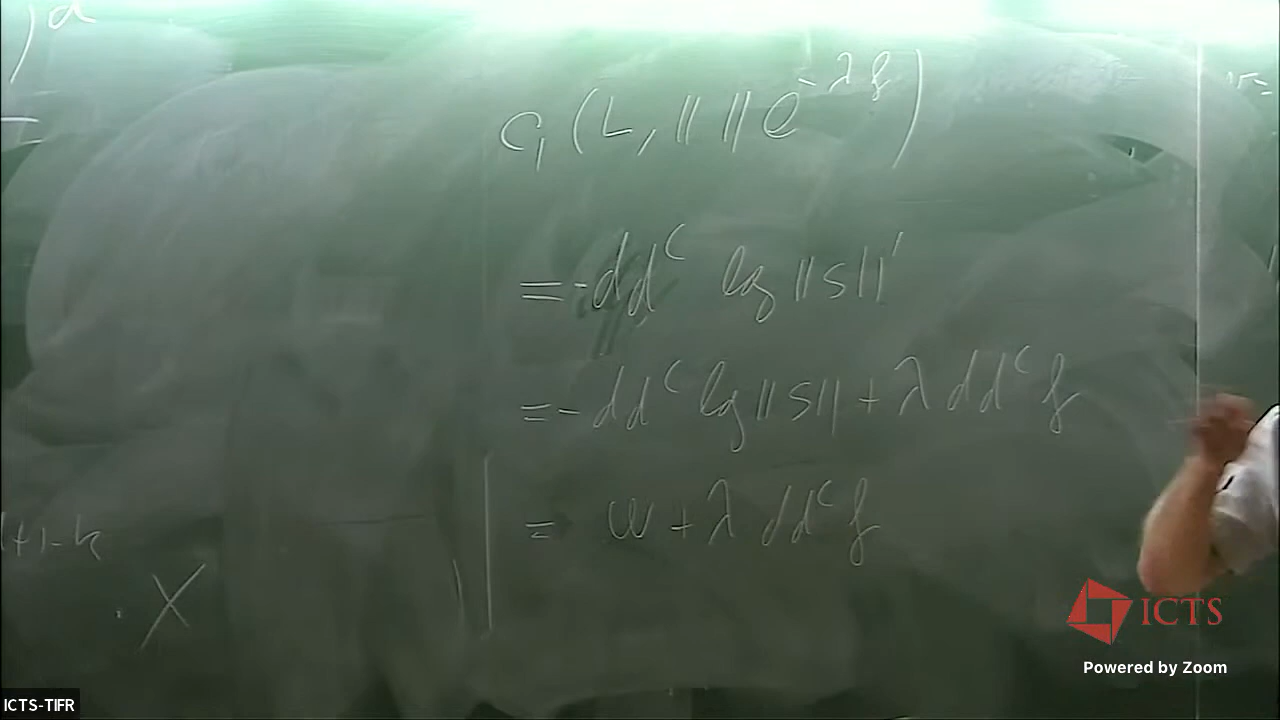 c₁(L, || || e^{-λf})
= -dd^c log ||s||'
= -dd^c log ||s|| + λ dd^c f
= ω + λ dd^c f
X
ICTS
Powered by Zoom
ICTS-TIFR